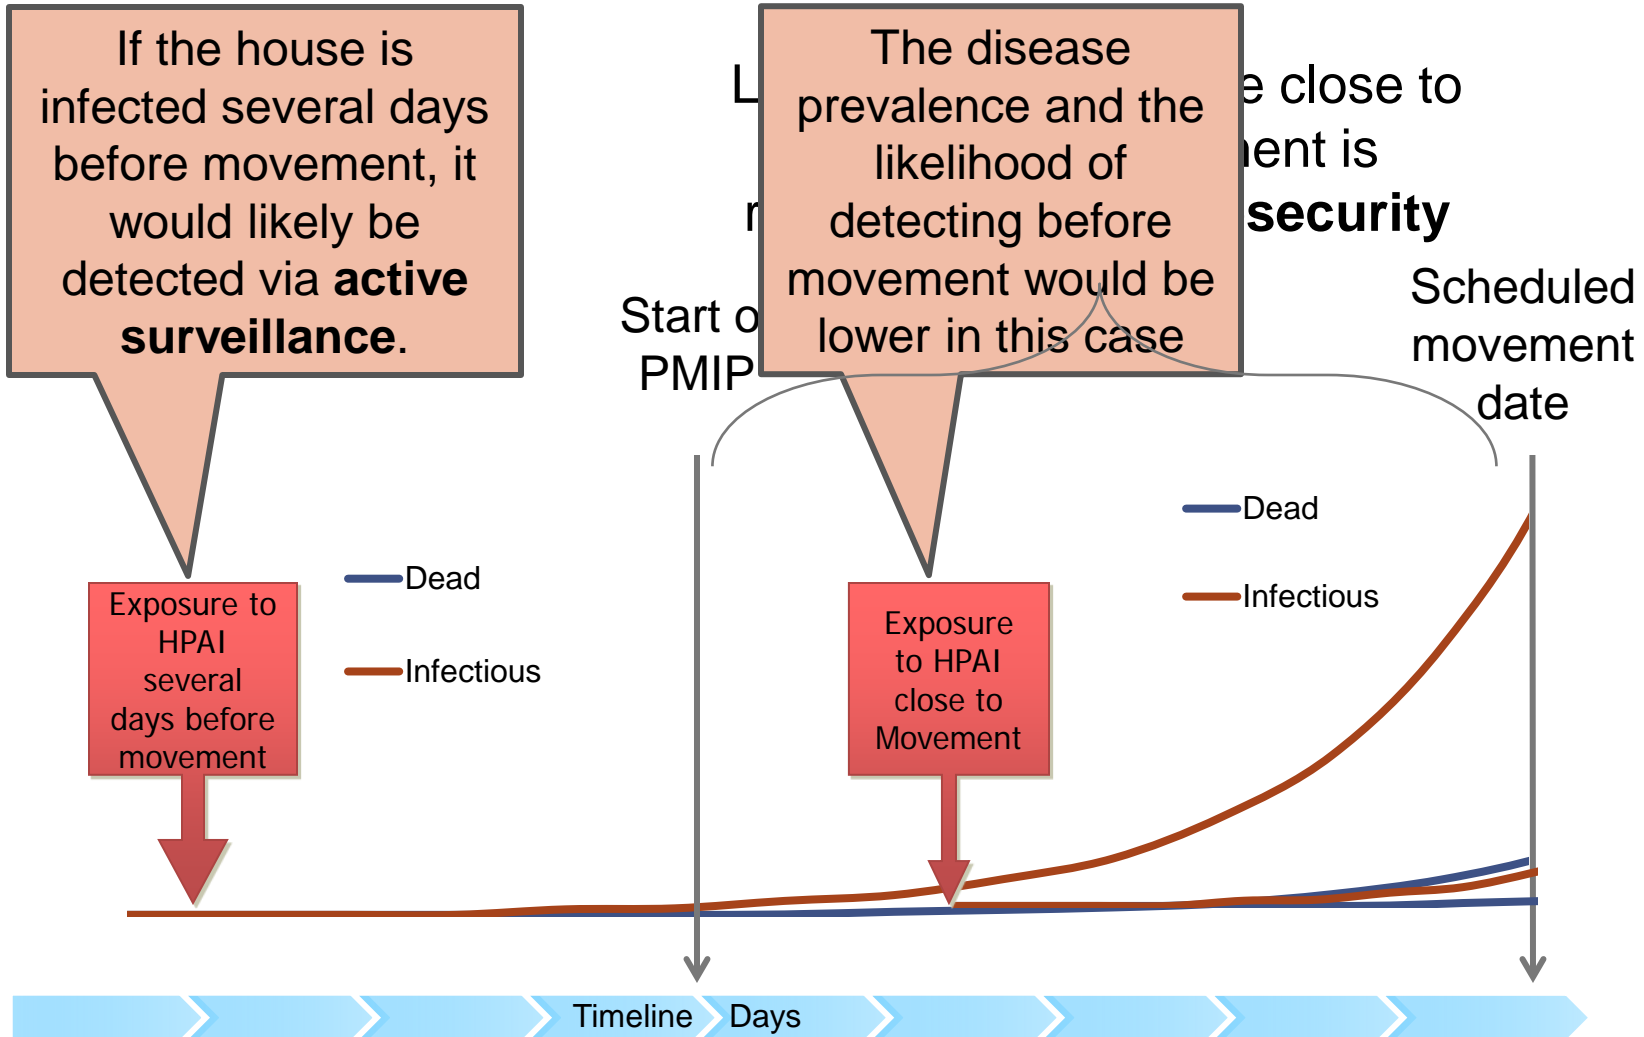 If the house is
infected several days
before movement, it
would likely be
detected via active
surveillance.
The disease
prevalence and the
likelihood of
detecting before
movement would be
lower in this case
close to
is
security
Start
PMIP
Scheduled
movement
date
Dead
Infectious
Dead
Infectious
Exposure to
HPAI
several
days before
movement
Exposure
to HPAI
close to
Movement
Timeline Days